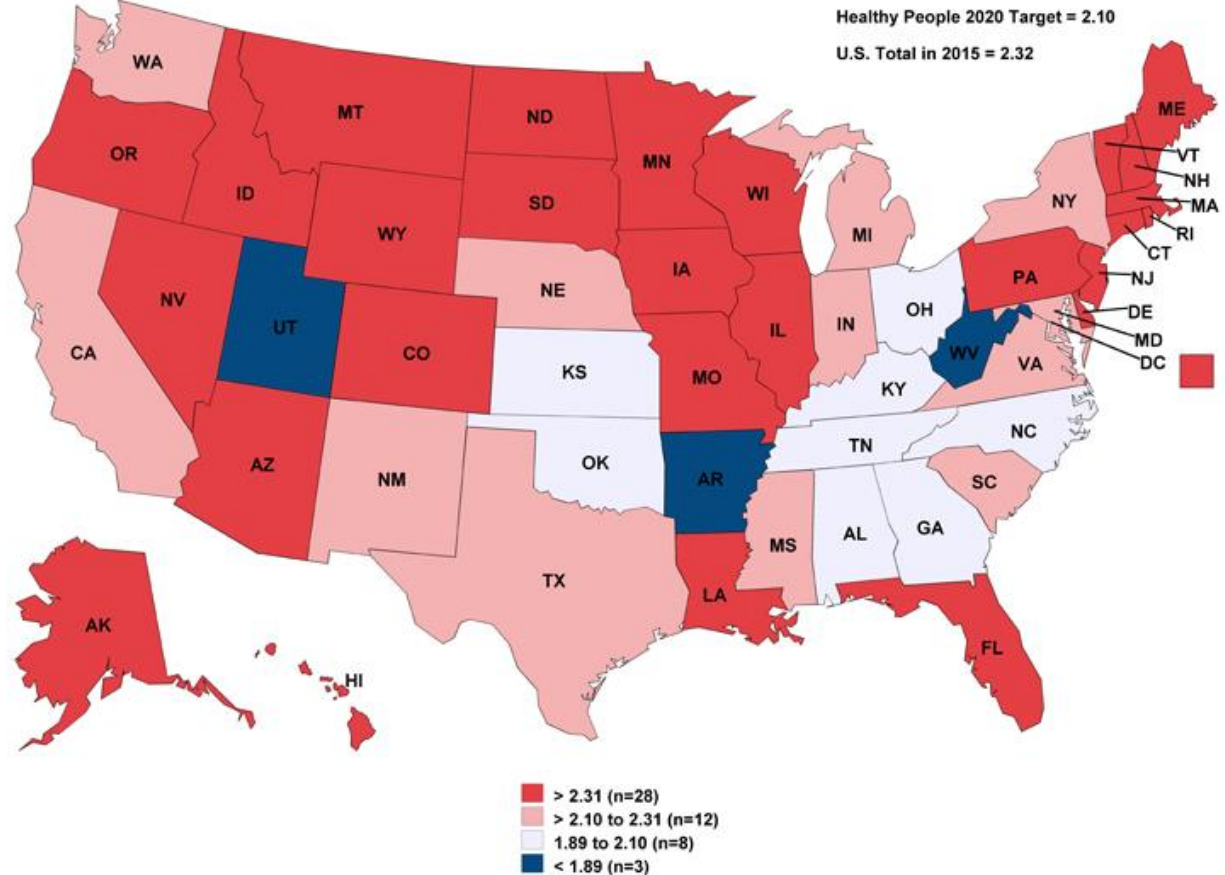 Healthy People 2020 Target = 2.10
U.S. Total in 2015 = 2.32
WA
MT
ND
MN
ME
OR
ID
SD
WI
VT
NH
MA
WY
MI
NY
RI
CT
IA
NE
PA
NJ
NV
UT
CO
IL
IN
OH
DE
MD
DC
CA
KS
MO
WV
VA
KY
AZ
NM
OK
AR
TN
NC
SC
TX
MS
AL
GA
LA
AK
HI
FL
> 2.31 (n=28)
> 2.10 to 2.31 (n=12)
1.89 to 2.10 (n=8)
< 1.89 (n=3)